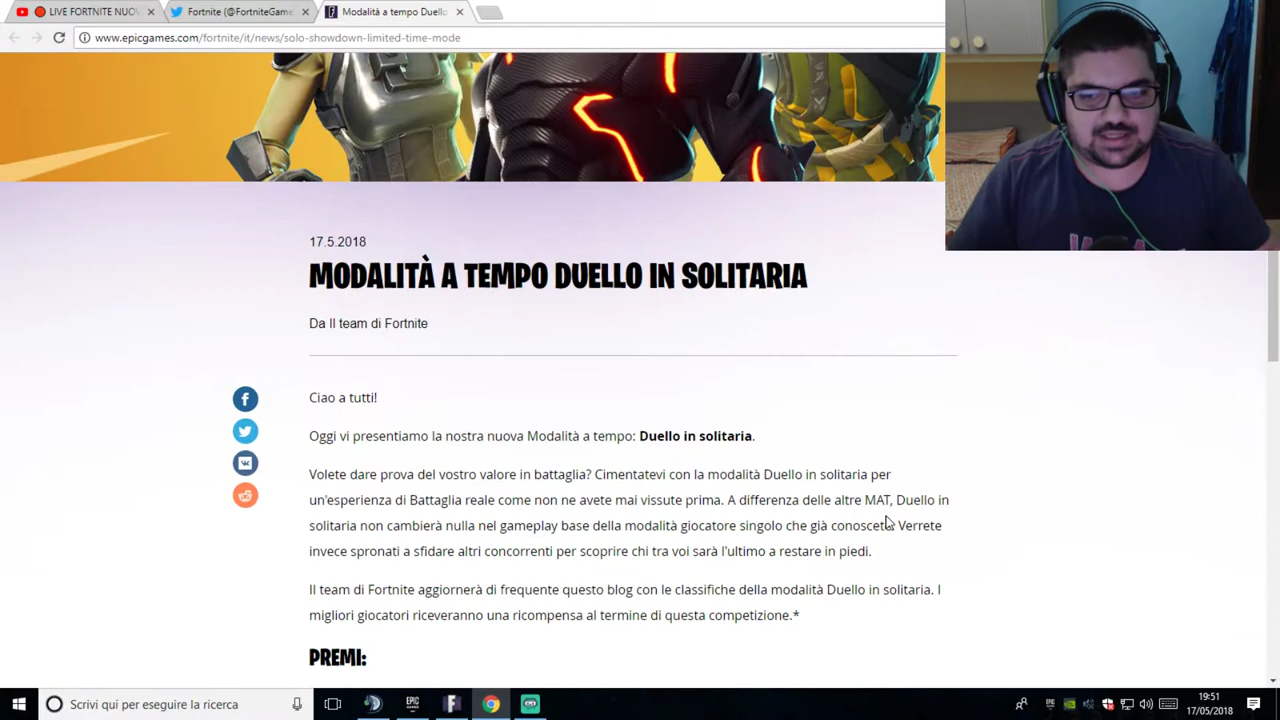 LIVE FORTNITE NUOV
Fortnite (@FortniteGame
Modalità a tempo Duello
www.epicgames.com/fortnite/it/news/solo-showdown-limited-time-mode
17.5.2018
MODALITÀ A TEMPO DUELLO IN SOLITARIA
Da Il team di Fortnite
Ciao a tutti!
Oggi vi presentiamo la nostra nuova Modalità a tempo: Duello in solitaria.
Volete dare prova del vostro valore in battaglia? Cimentatevi con la modalità Duello in solitaria per
un'esperienza di Battaglia reale come non ne avete mai vissute prima. A differenza delle altre MAT, Duello in
solitaria non cambierà nulla nel gameplay base della modalità giocatore singolo che già conoscete. Verrete
invece spronati a sfidare altri concorrenti per scoprire chi tra voi sarà l'ultimo a restare in piedi.
Il team di Fortnite aggiornerà di frequente questo blog con le classifiche della modalità Duello in solitaria. I
migliori giocatori riceveranno una ricompensa al termine di questa competizione.*
PREMI:
Scrivi qui per eseguire la ricerca
EPIC GAMES
19:51
17/05/2018